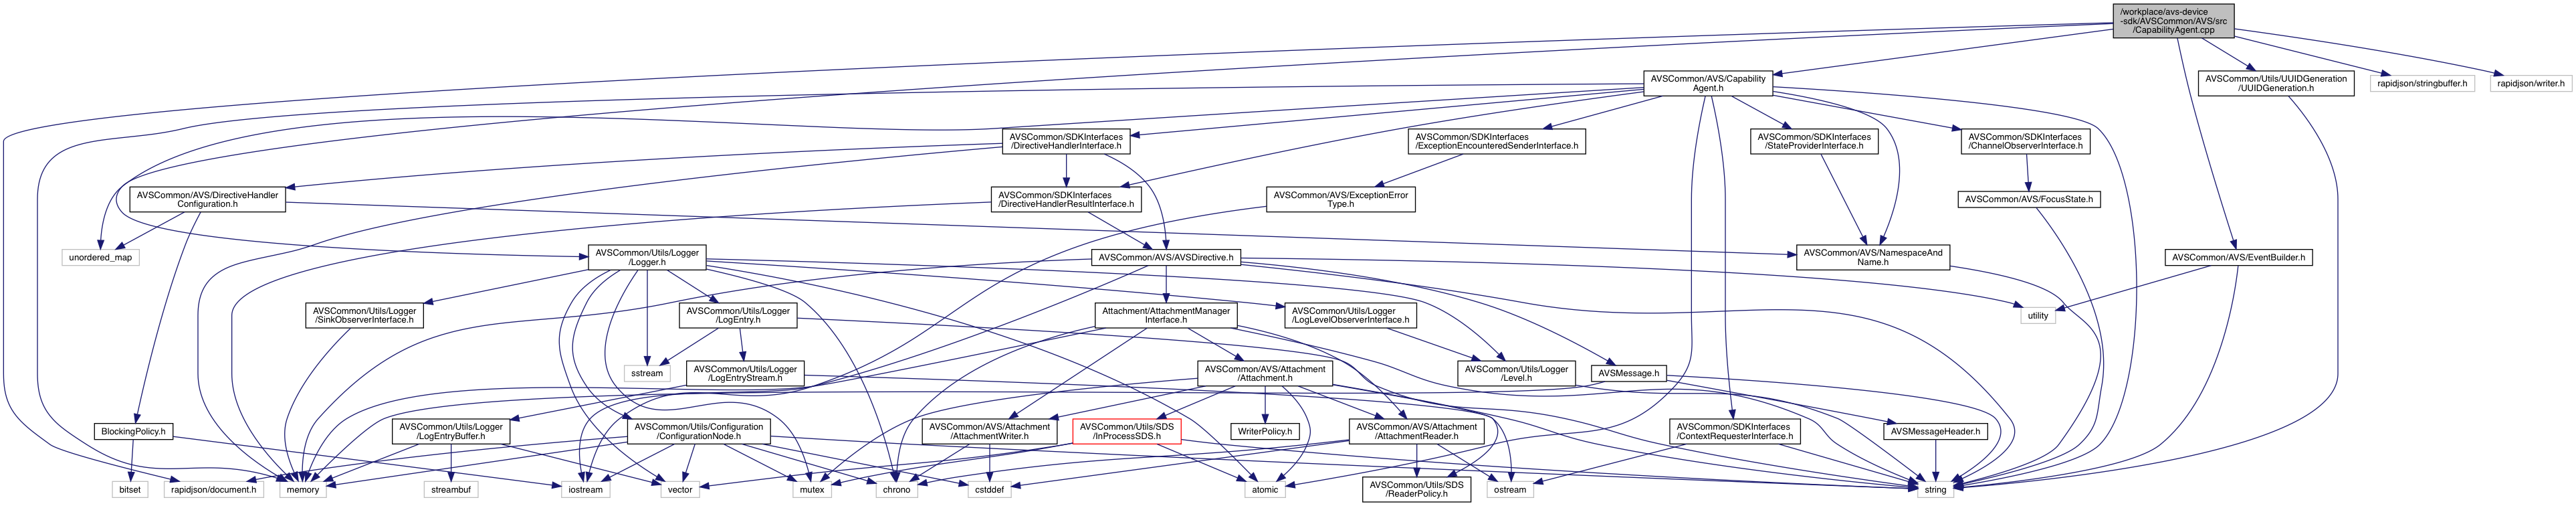 /workplace/avs-device
-sdk/AVSCommon/AVS/src
/CapabilityAgent.cpp
AVSCommon/AVS/Capability
Agent.h
AVSCommon/Utils/UUIDGeneration
/UUIDGeneration.h
rapidjson/stringbuffer.h
rapidjson/writer.h
AVSCommon/SDKInterfaces
/DirectiveHandlerInterface.h
AVSCommon/SDKInterfaces
/ExceptionEncounteredSenderInterface.h
AVSCommon/SDKInterfaces
/StateProviderInterface.h
AVSCommon/SDKInterfaces
/ChannelObserverInterface.h
AVSCommon/AVS/DirectiveHandler
Configuration.h
AVSCommon/SDKInterfaces
/DirectiveHandlerResultInterface.h
AVSCommon/AVS/ExceptionError
Type.h
AVSCommon/AVS/FocusState.h
unordered_map
AVSCommon/Utils/Logger
/Logger.h
AVSCommon/AVS/AVSDirective.h
AVSCommon/AVS/NamespaceAnd
Name.h
AVSCommon/AVS/EventBuilder.h
AVSCommon/Utils/Logger
/SinkObserverInterface.h
AVSCommon/Utils/Logger
/LogEntry.h
Attachment/AttachmentManager
Interface.h
AVSCommon/Utils/Logger
/LogLevelObserverInterface.h
utility
sstream
AVSCommon/Utils/Logger
/LogEntryStream.h
AVSCommon/AVS/Attachment
/Attachment.h
AVSCommon/Utils/Logger
/Level.h
AVSMessage.h
BlockingPolicy.h
AVSCommon/Utils/Logger
/LogEntryBuffer.h
AVSCommon/Utils/Configuration
/ConfigurationNode.h
AVSCommon/AVS/Attachment
/AttachmentWriter.h
AVSCommon/Utils/SDS
/InProcessSDS.h
WriterPolicy.h
AVSCommon/AVS/Attachment
/AttachmentReader.h
AVSCommon/SDKInterfaces
/ContextRequesterInterface.h
AVSMessageHeader.h
bitset
rapidjson/document.h
memory
streambuf
iostream
vector
mutex
chrono
cstddef
atomic
AVSCommon/Utils/SDS
/ReaderPolicy.h
ostream
string